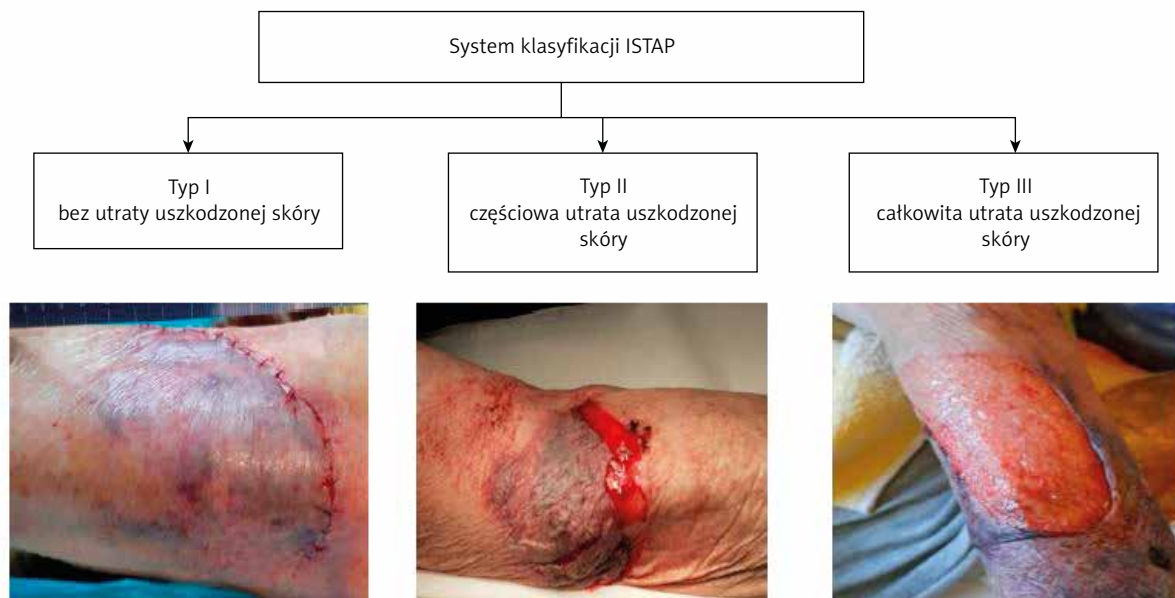 System klasyfikacji ISTAP
Typ I
bez utraty uszkodzonej skóry
Typ II
częściowa utrata uszkodzonej
skóry
Typ III
całkowita utrata uszkodzonej
skóry